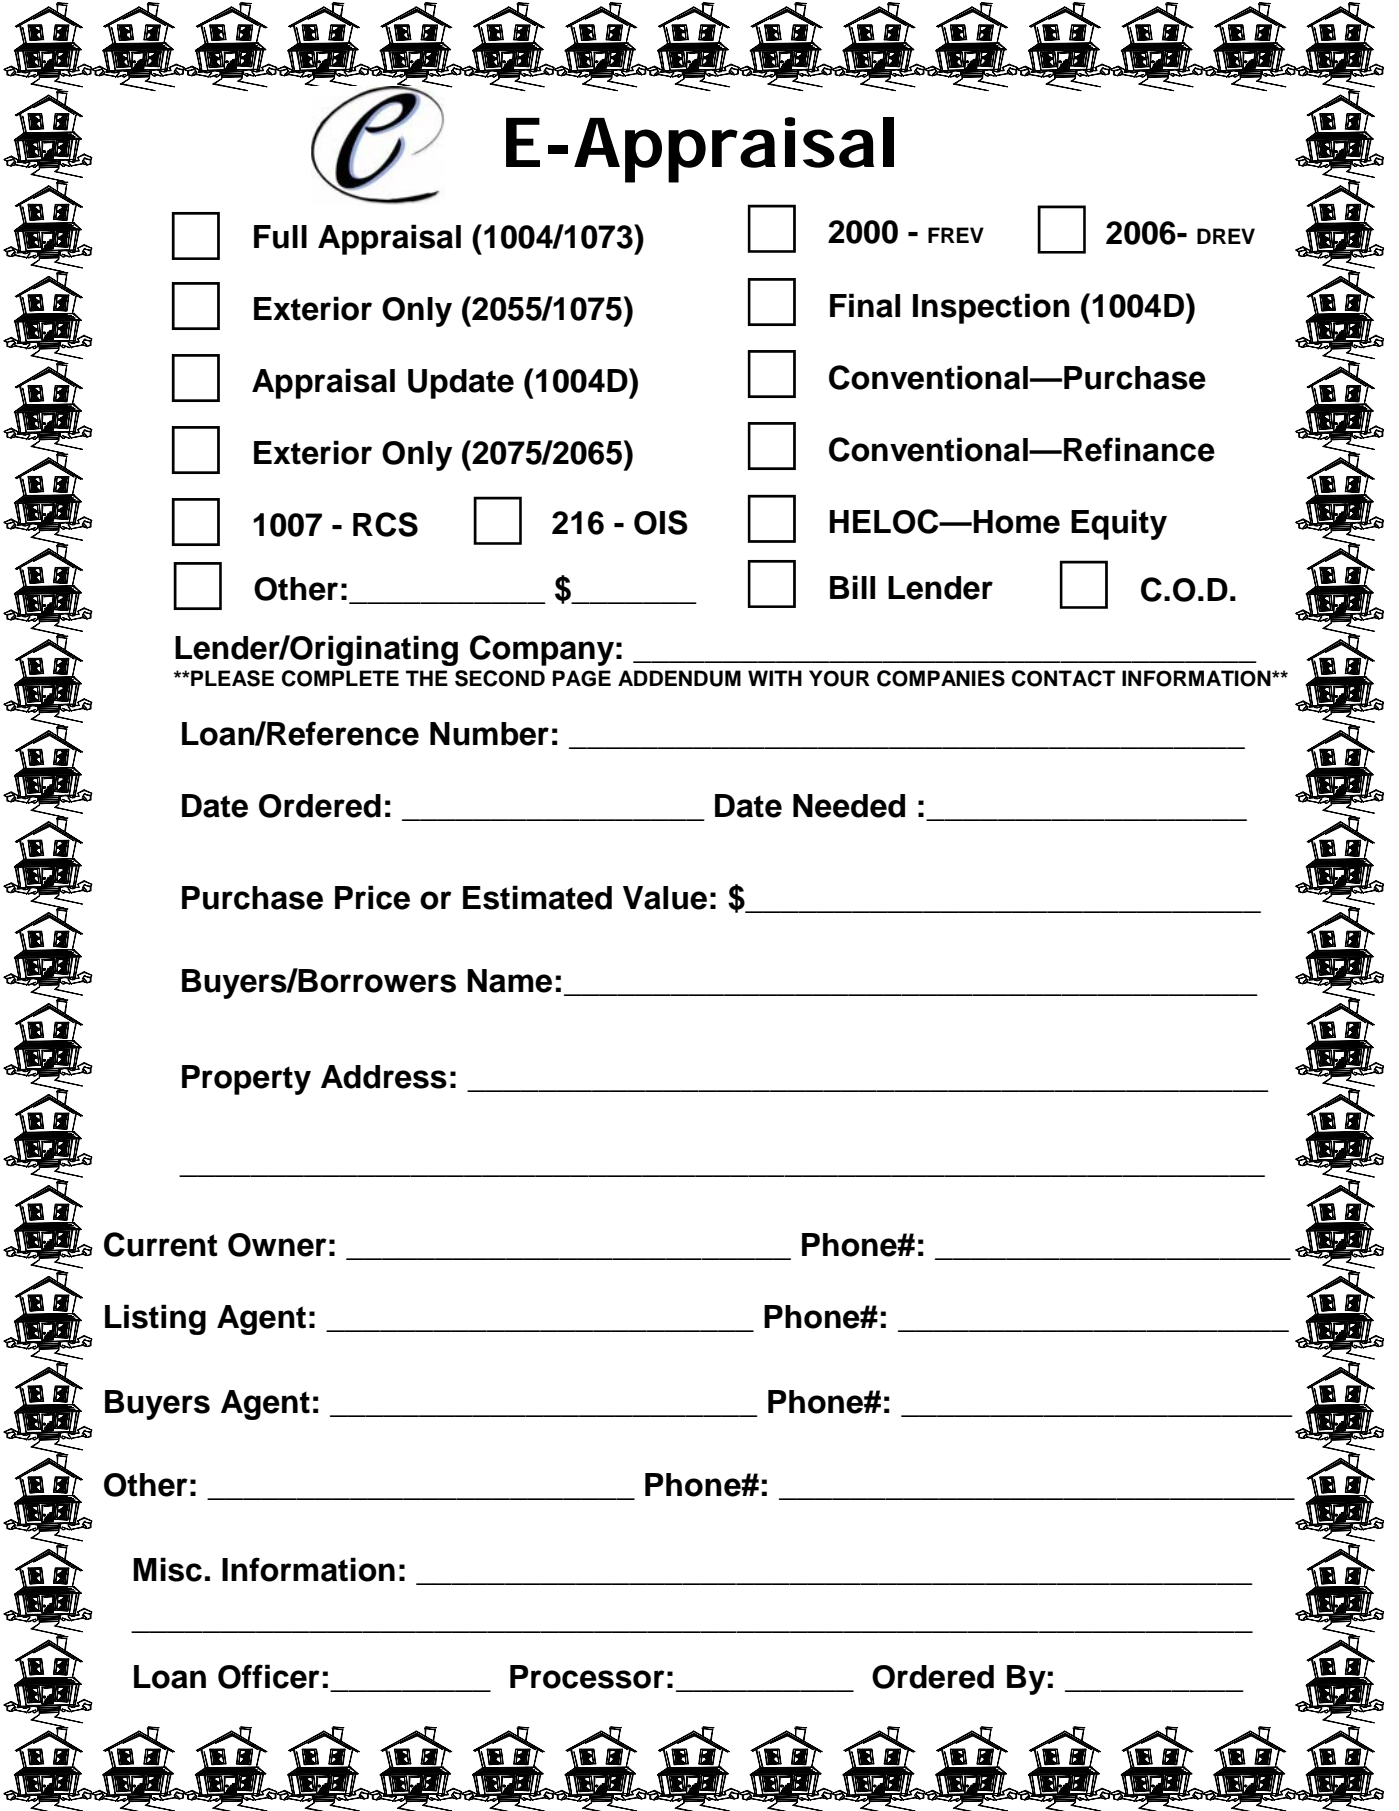 E-Appraisal
Full Appraisal (1004/1073)
2000 - FREV 2006- DREV
Exterior Only (2055/1075)
Final Inspection (1004D)
Appraisal Update (1004D)
Conventional—Purchase
Exterior Only (2075/2065)
Conventional—Refinance
1007 - RCS 216 - OIS
HELOC—Home Equity
Other:___________ $_______
Bill Lender C.O.D.
Lender/Originating Company: ___________________________________
**PLEASE COMPLETE THE SECOND PAGE ADDENDUM WITH YOUR COMPANIES CONTACT INFORMATION**
Loan/Reference Number: ______________________________________
Date Ordered: _________________ Date Needed :__________________
Purchase Price or Estimated Value: $_____________________________
Buyers/Borrowers Name:_______________________________________
Property Address: _____________________________________________
_____________________________________________________________
Current Owner: _________________________ Phone#: ____________________
Listing Agent: ________________________ Phone#: ______________________
Buyers Agent: ________________________ Phone#: ______________________
Other: ________________________ Phone#: _____________________________
Misc. Information: _______________________________________________
_______________________________________________________________
Loan Officer:_________ Processor:__________ Ordered By: __________